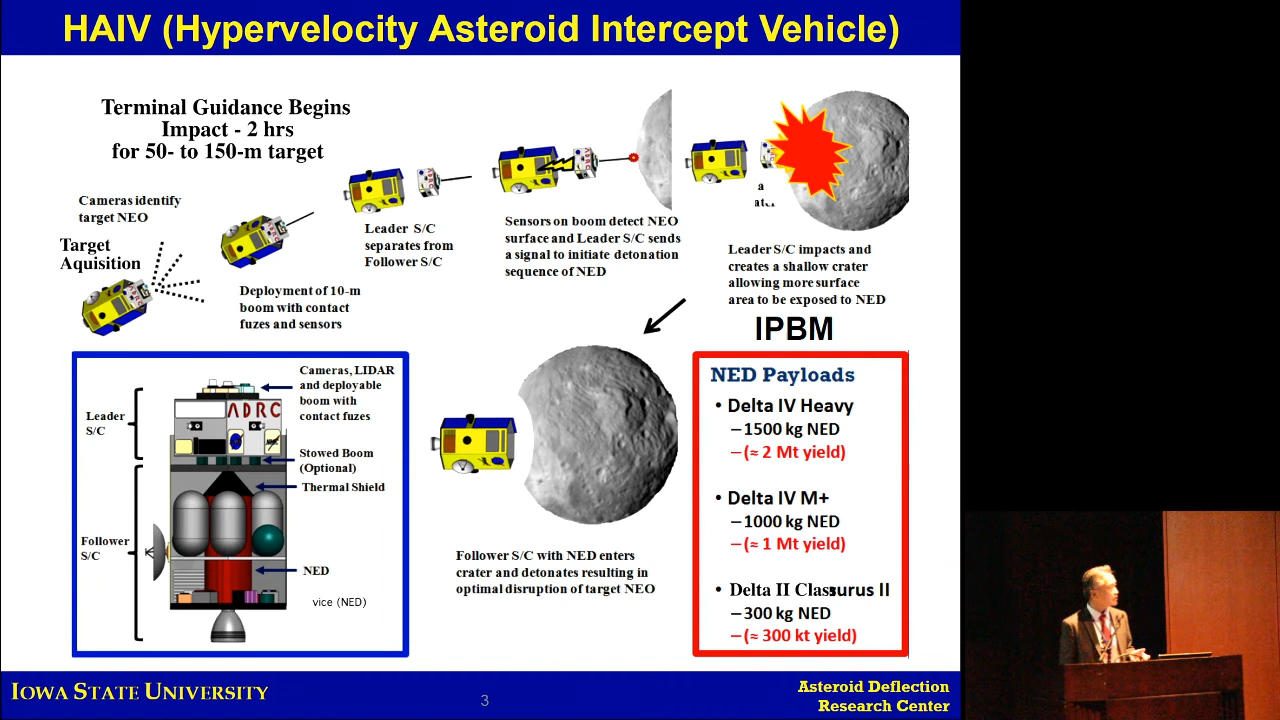 HAIV (Hypervelocity Asteroid Intercept Vehicle)
Terminal Guidance Begins
Impact - 2 hrs
for 50- to 150-m target
Cameras identify
target NEO
Target
Aquisition
Deployment of 10-m
boom with contact
fuzes and sensors
Leader S/C
separates from
Follower S/C
Sensors on boom detect NEO
surface and Leader S/C sends
a signal to initiate detonation
sequence of NED
a
Leader S/C impacts and
creates a shallow crater
allowing more surface
area to be exposed to NED
IPBM
Leader
S/C
Follower
S/C
ADRC
Cameras, LIDAR
and deployable
boom with
contact fuzes
Stowed Boom
(Optional)
Thermal Shield
NED
vice (NED)
Follower S/C with NED enters
crater and detonates resulting in
optimal disruption of target NEO
NED Payloads
• Delta IV Heavy
–1500 kg NED
–(≈ 2 Mt yield)
• Delta IV M+
–1000 kg NED
–(≈ 1 Mt yield)
• Delta II Classurus II
–300 kg NED
–(≈ 300 kt yield)
IOWA STATE UNIVERSITY
3
Asteroid Deflection
Research Center